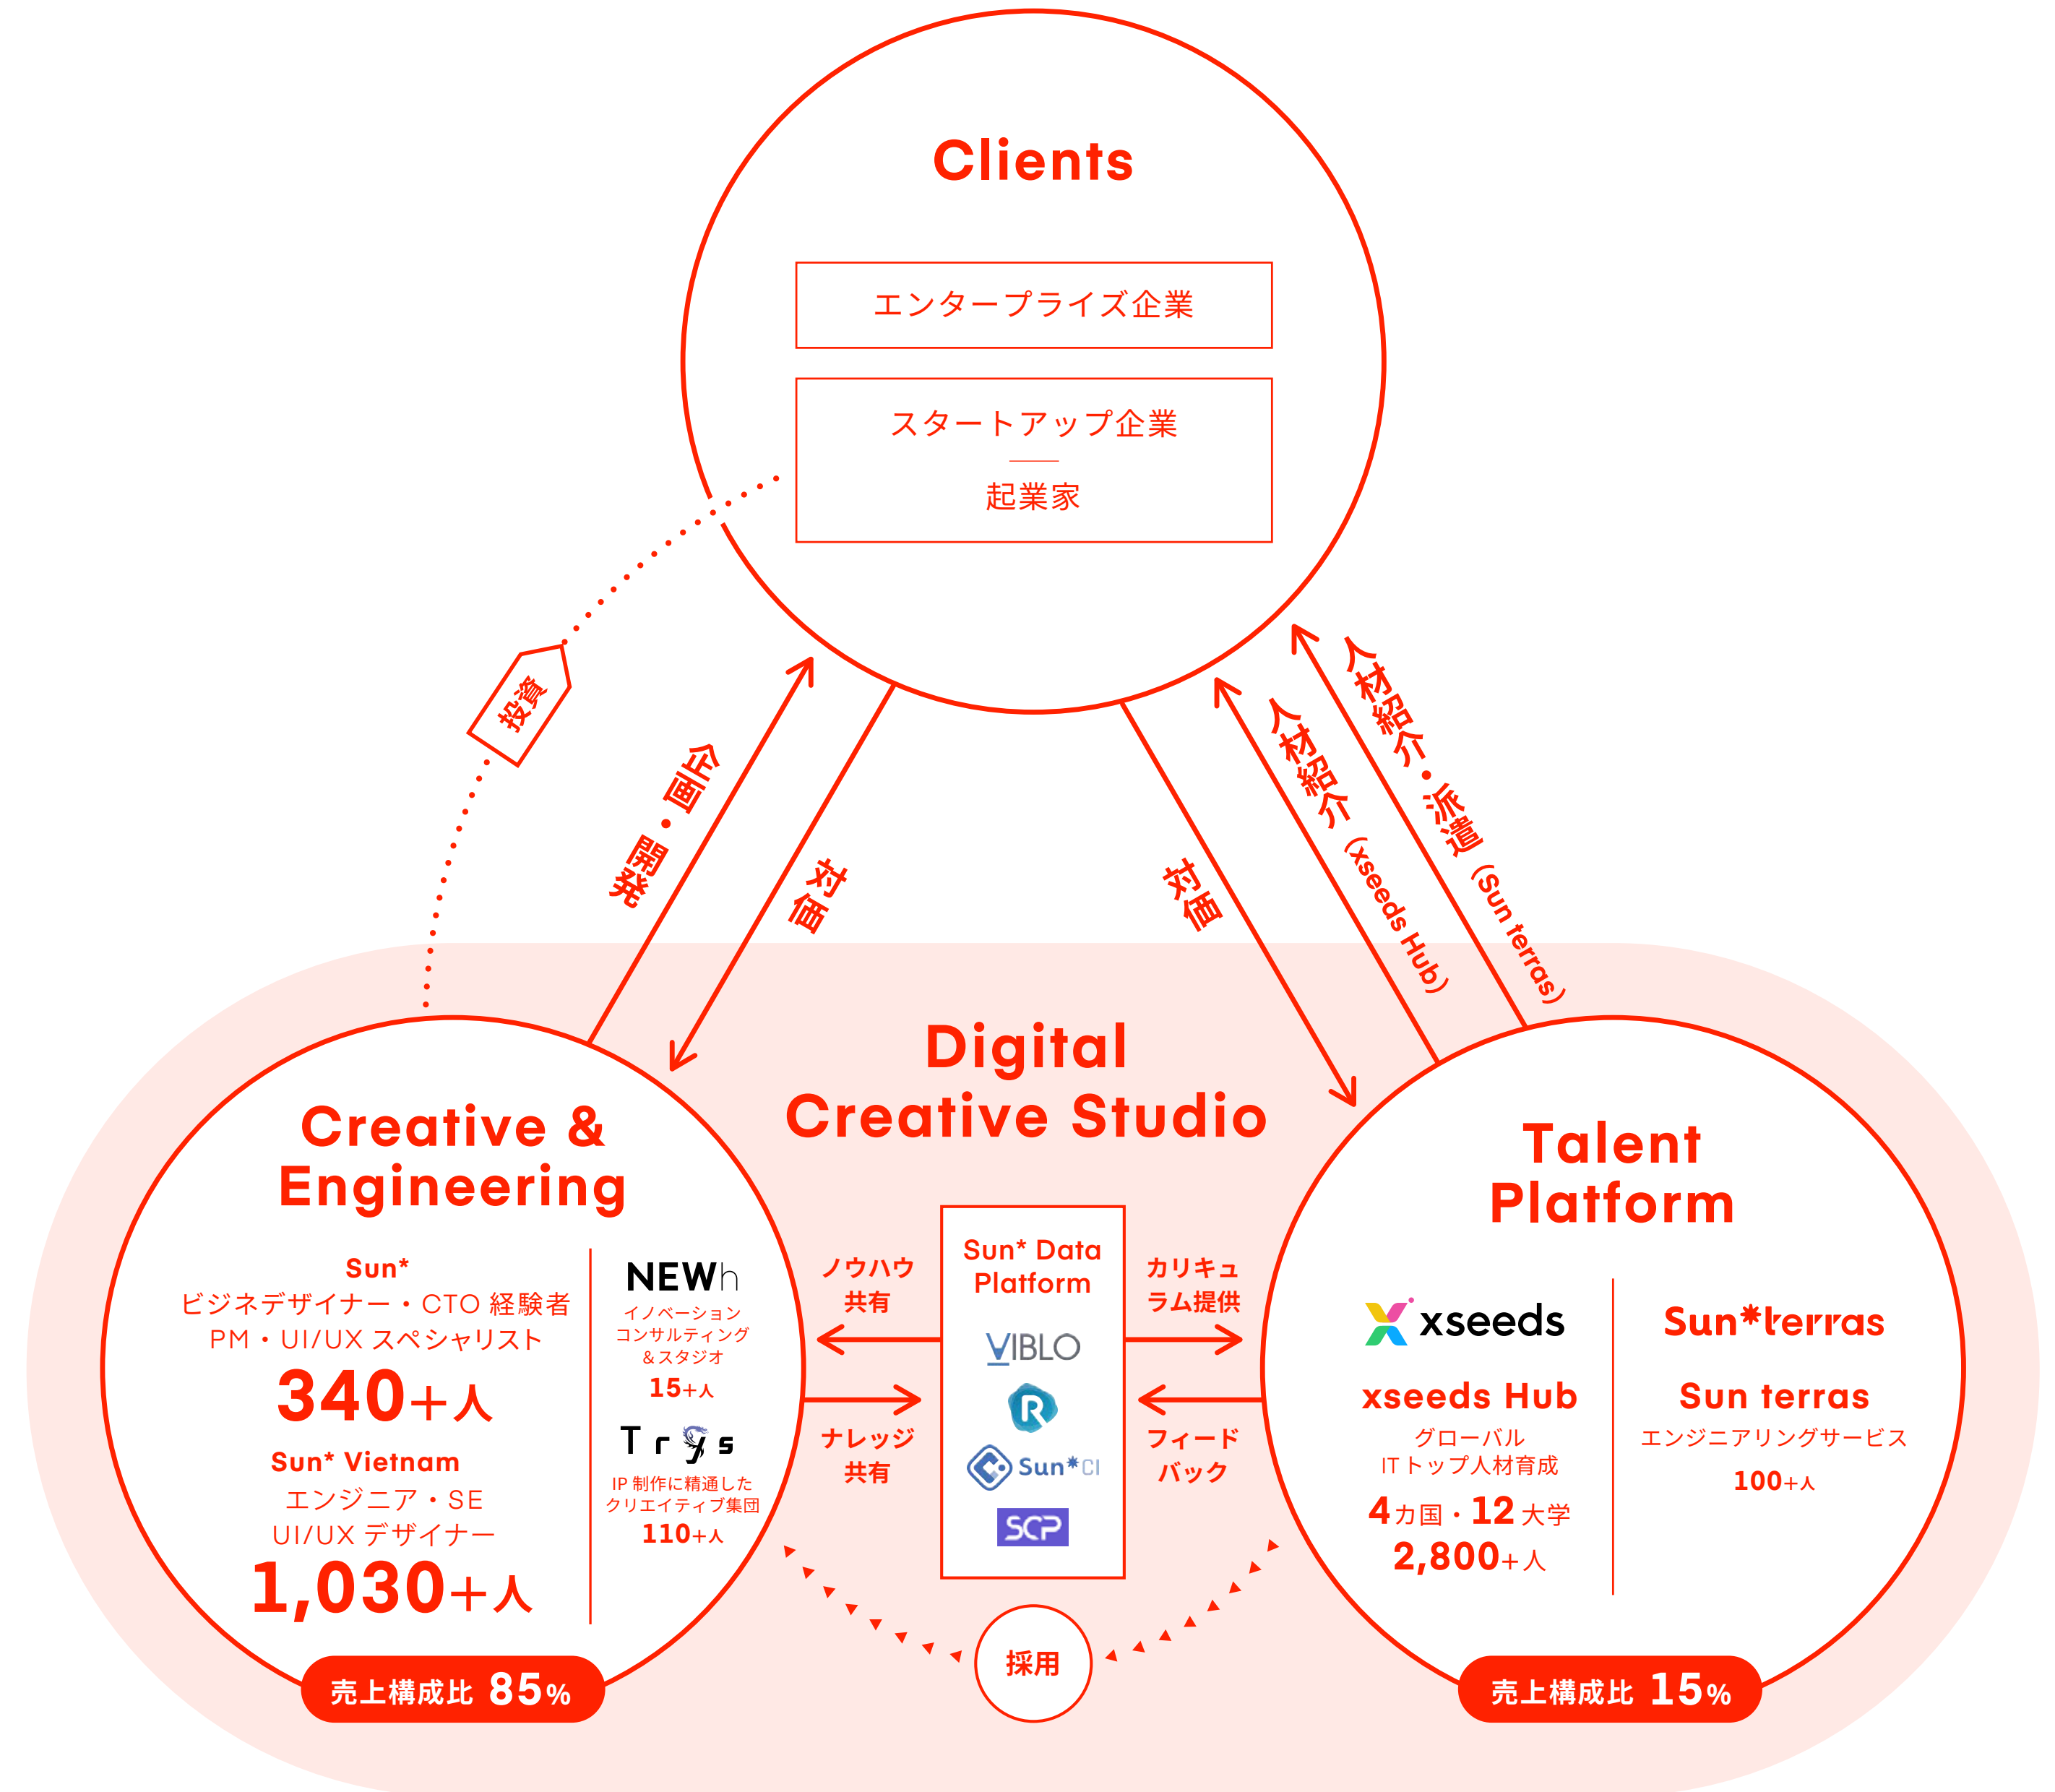 Clients
エンタープライズ企業
スタートアップ企業
起業家
投資
企画・開発
対価
対価
人材紹介（xseeds Hub）
人材紹介・派遣（Sun terras）
Digital
Creative Studio
Creative &
Engineering
Sun*
ビジネデザイナー・CTO 経験者
PM・UI/UX スペシャリスト
340+人
Sun* Vietnam
エンジニア・SE
UI/UX デザイナー
1,030+人
NEWh
イノベーション
コンサルティング
&スタジオ
15+人
Trys
IP 制作に精通した
クリエイティブ集団
110+人
売上構成比 85%
ノウハウ
共有
ナレッジ
共有
Sun* Data
Platform
VIBLO
R
Sun*CI
SCP
カリキュ
ラム提供
フィード
バック
採用
Talent
Platform
xseeds
xseeds Hub
グローバル
IT トップ人材育成
4カ国・12大学
2,800+人
Sun*terras
Sun terras
エンジニアリングサービス
100+人
売上構成比 15%